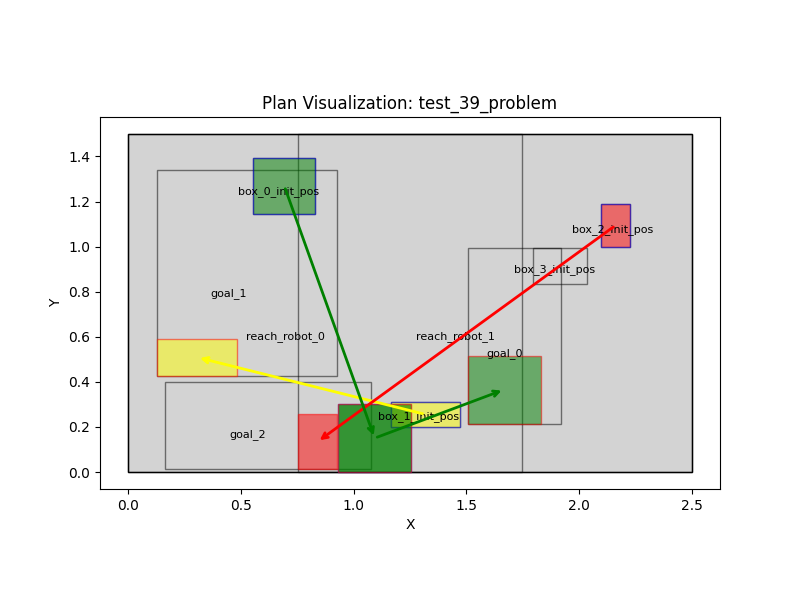 Plan Visualization: test_39_problem
Y
1.4
1.2
1.0
0.8
0.6
0.4
0.2
0.0
box_0_init_pos
box_2_init_pos
box_3_init_pos
goal_1
reach_robot_0
reach_robot_1
goal_0
box_1_init_pos
goal_2
0.0
0.5
1.0
1.5
2.0
2.5
X